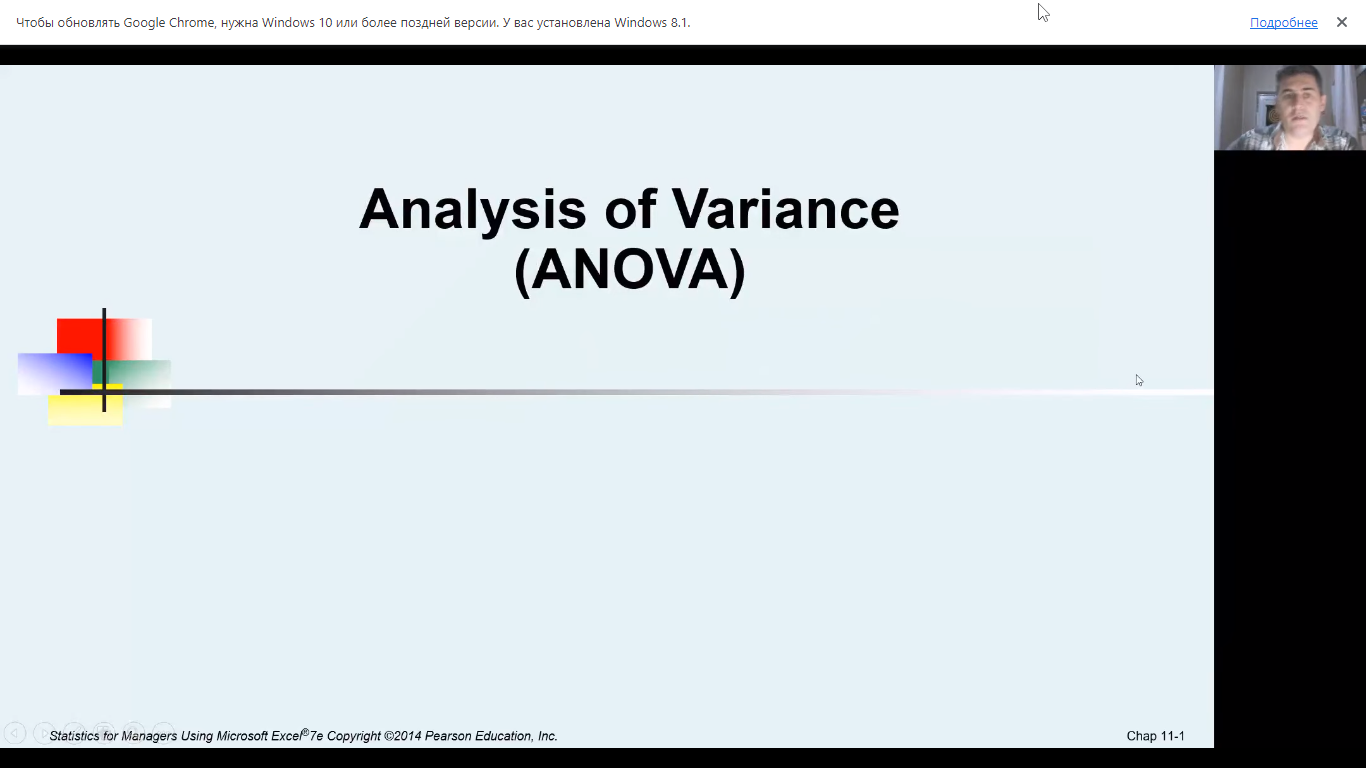 Чтобы обновлять Google Chrome, нужна Windows 10 или более поздней версии. У вас установлена Windows 8.1.
Подробнее
Analysis of Variance
(ANOVA)
Statistics for Managers Using Microsoft Excel®7e Copyright ©2014 Pearson Education, Inc.
Chap 11-1